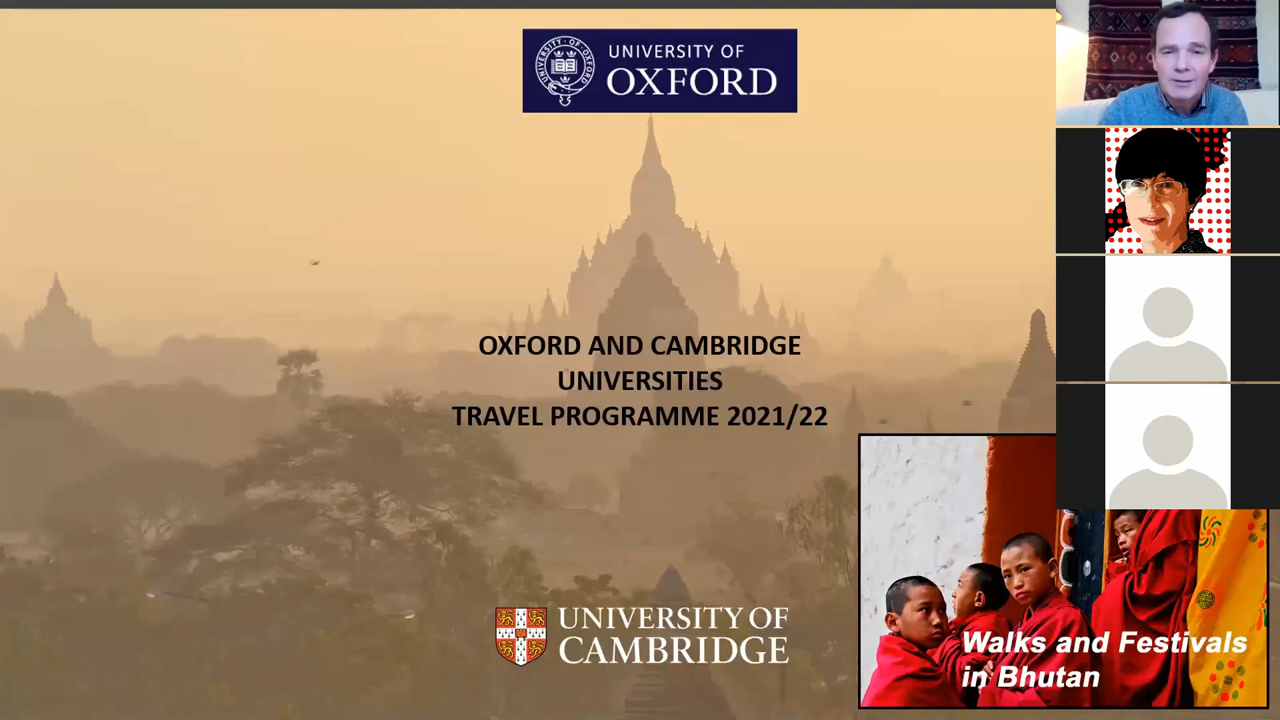 UNIVERSITY OF
OXFORD
OXFORD AND CAMBRIDGE
UNIVERSITIES
TRAVEL PROGRAMME 2021/22
UNIVERSITY OF
CAMBRIDGE
Walks and Festivals
in Bhutan